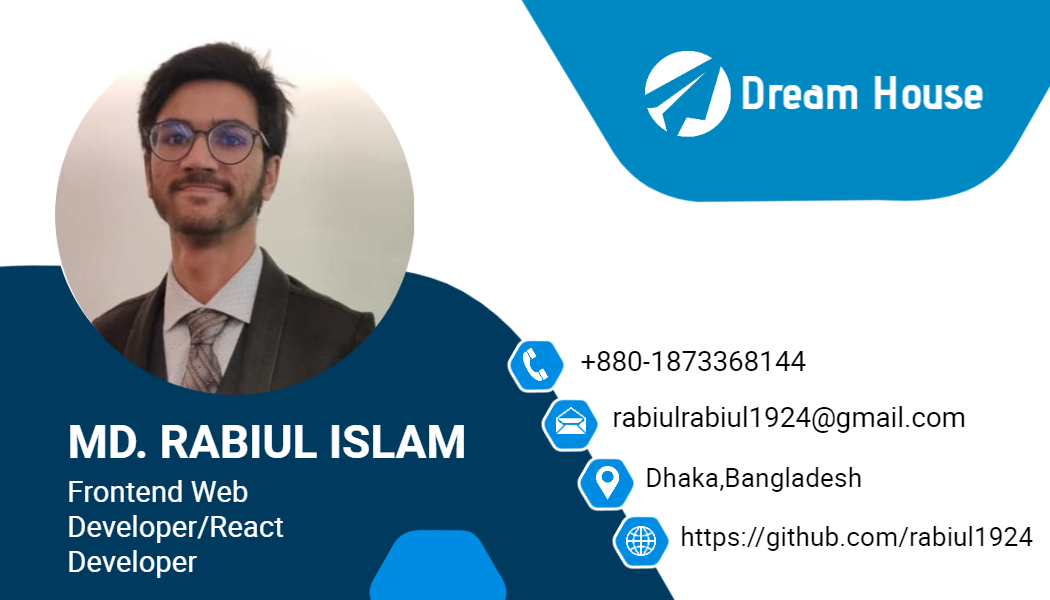 Dream House
MD. RABIUL ISLAM
Frontend Web
Developer/React
Developer
+880-1873368144
rabiulrabiul1924@gmail.com
Dhaka,Bangladesh
https://github.com/rabiul1924